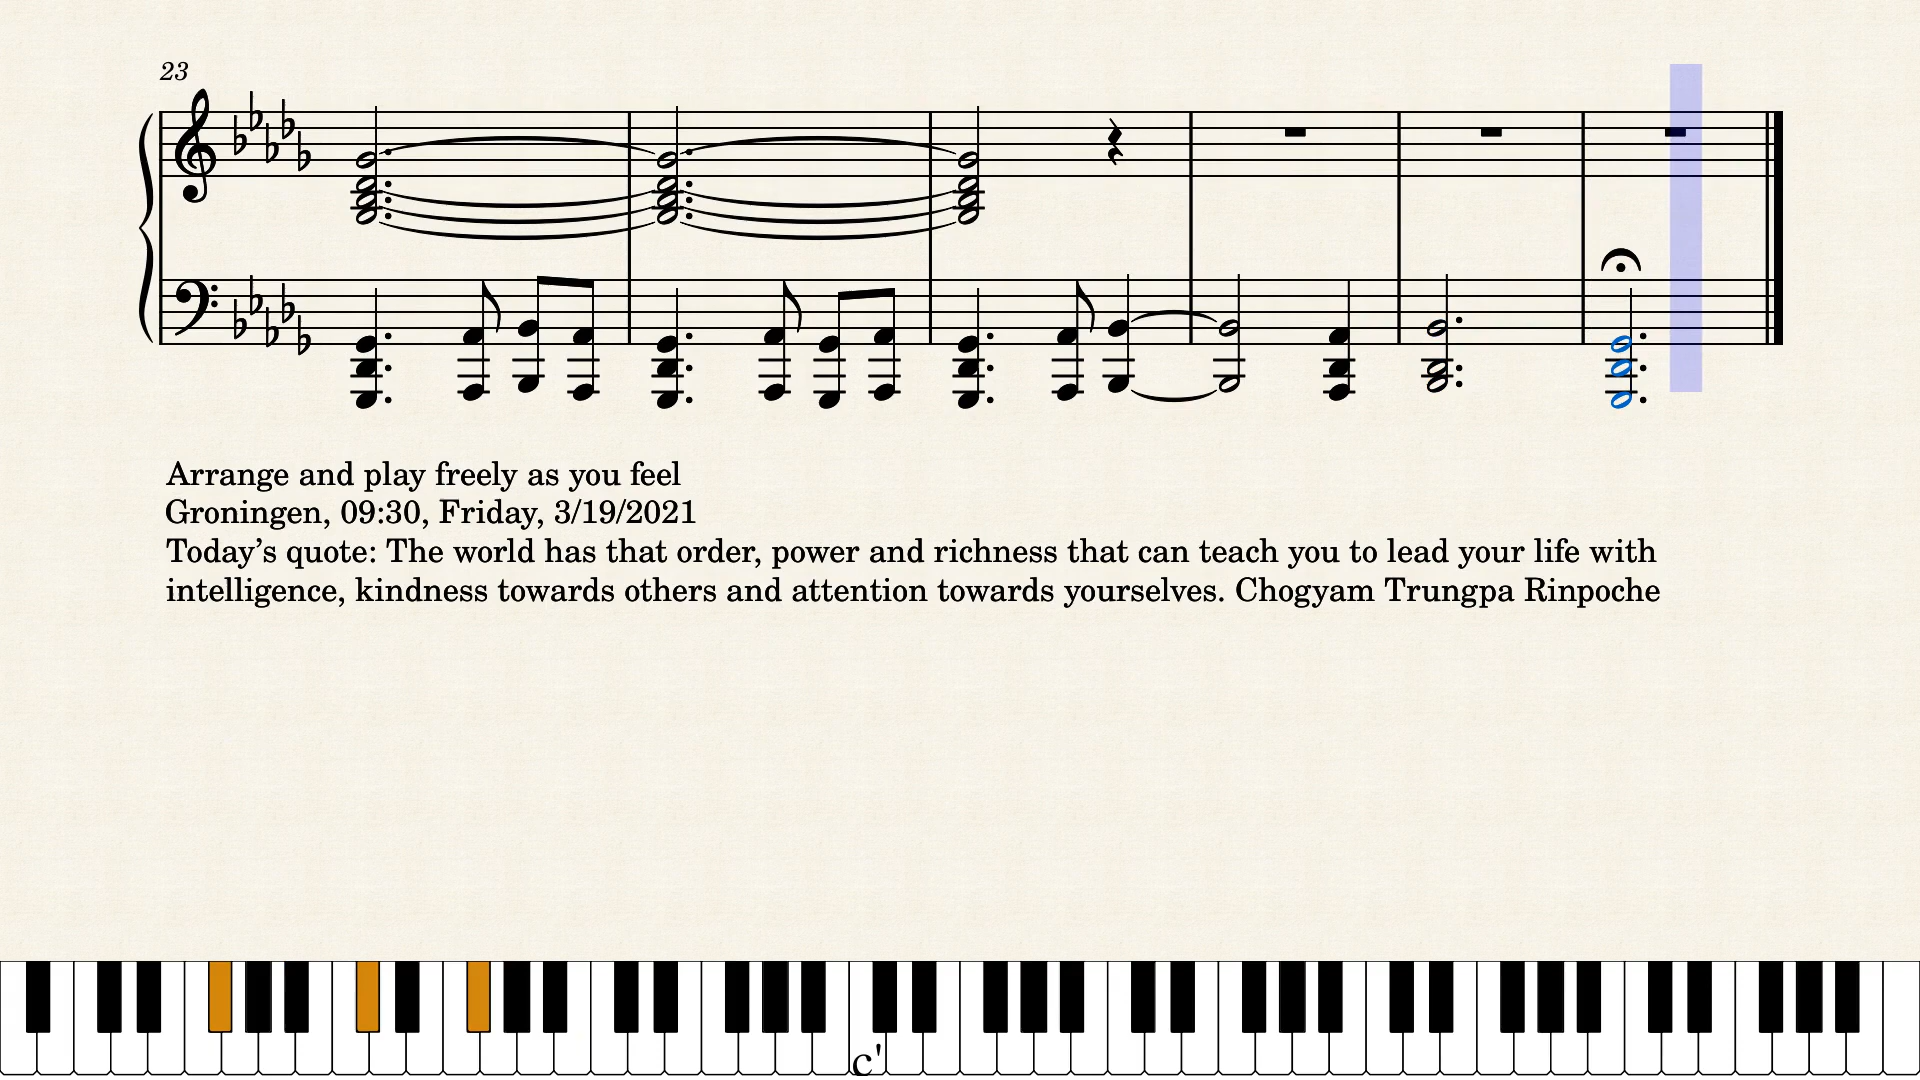 23
Arrange and play freely as you feel
Groningen, 09:30, Friday, 3/19/2021
Today’s quote: The world has that order, power and richness that can teach you to lead your life with
intelligence, kindness towards others and attention towards yourselves. Chogyam Trungpa Rinpoche
c'